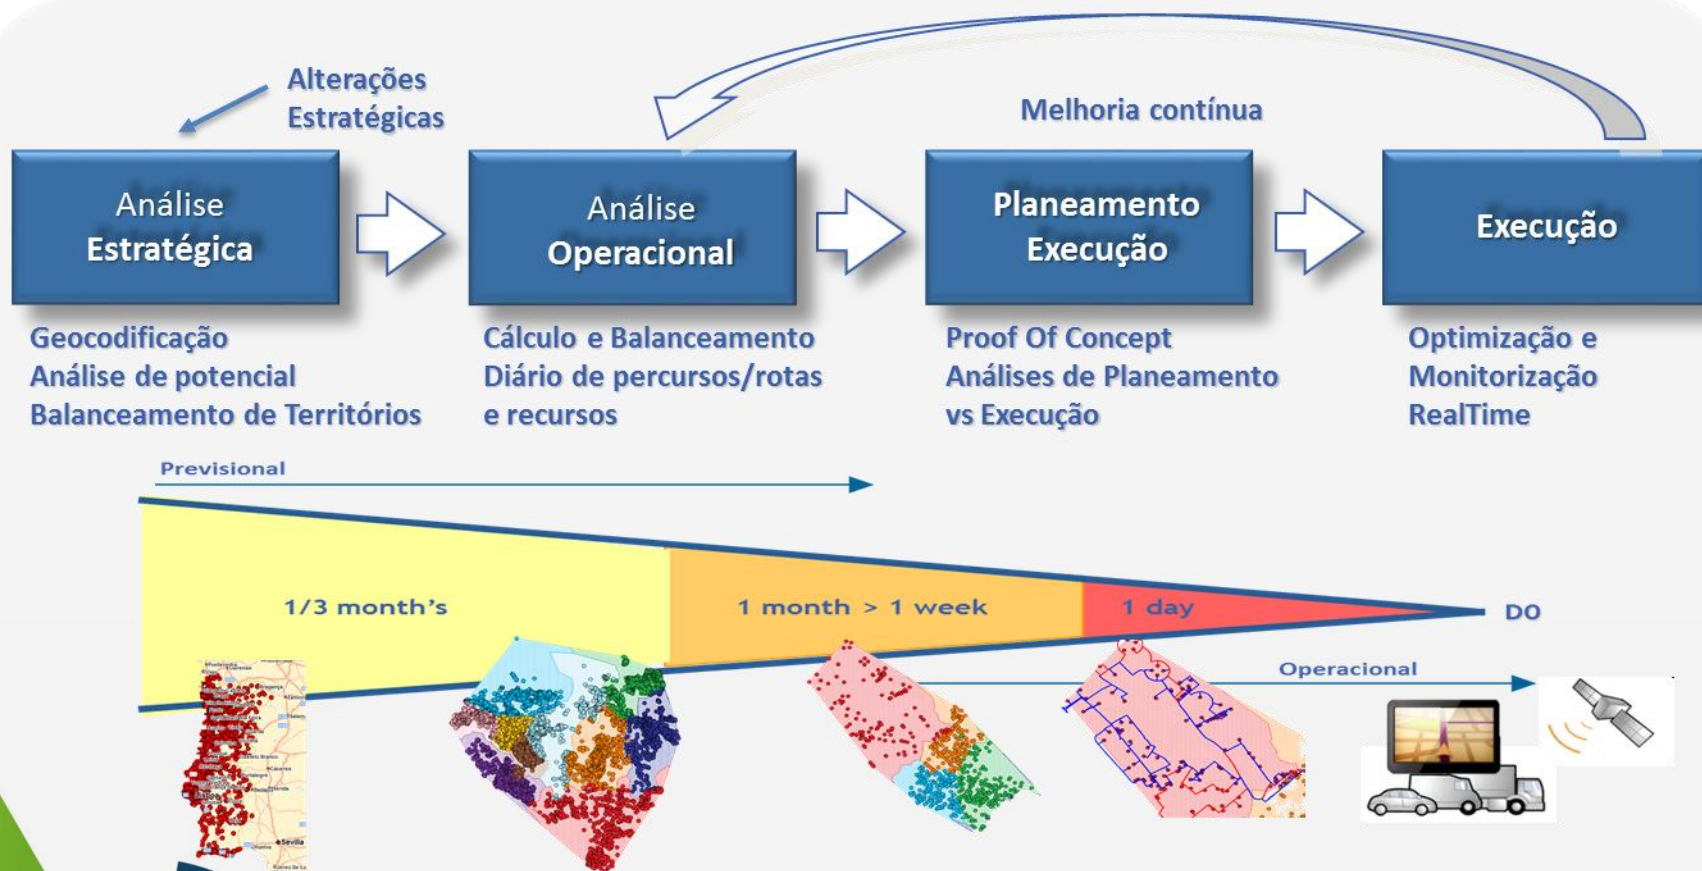 Alterações
Estratégicas
Melhoria contínua
Análise
Estratégica
Análise
Operacional
Planeamento
Execução
Execução
Geocodificação
Análise de potencial
Balanceamento de Territórios
Cálculo e Balanceamento
Diário de percursos/rotas
e recursos
Proof Of Concept
Análises de Planeamento
vs Execução
Optimização e
Monitorização
RealTime
Previsional
1/3 month's
1 month > 1 week
1 day
D0
Operacional
Sevilla